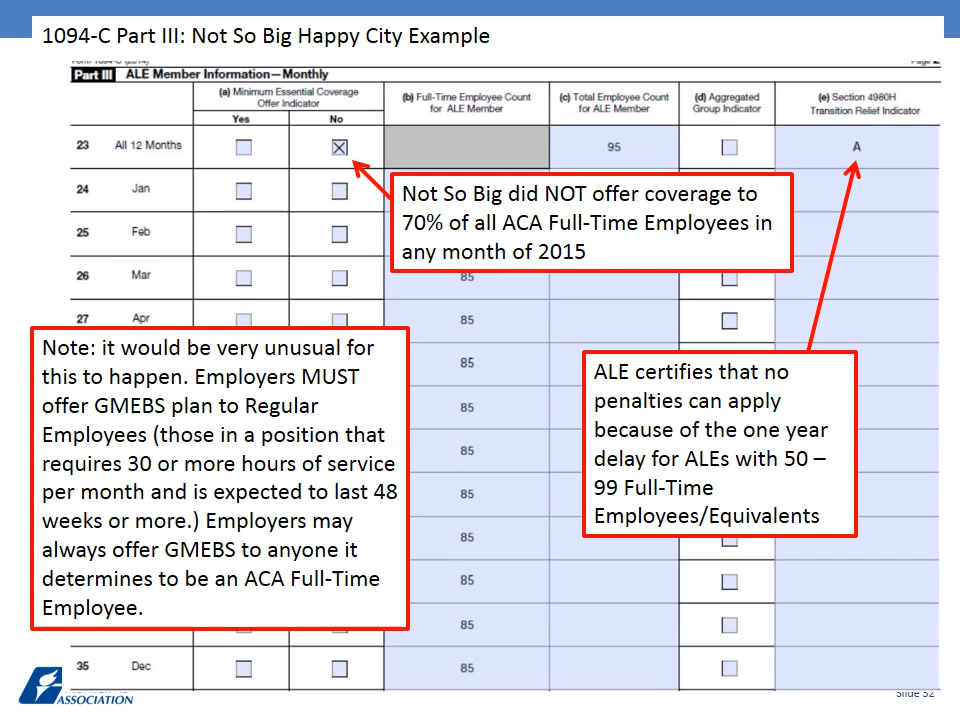 1094-C Part III: Not So Big Happy City Example
Part III ALE Member Information—Monthly
(a) Minimum Essential Coverage
Offer Indicator
Yes No
(b) Full-Time Employee Count
for ALE Member
(c) Total Employee Count
for ALE Member
(d) Aggregated
Group Indicator
(e) Section 4980H
Transition Relief Indicator
23 All 12 Months 95 A
24 Jan
25 Feb
26 Mar 85
27 Apr 85
85
85
85
85
85
85
85
35 Dec 85
Not So Big did NOT offer coverage to
70% of all ACA Full-Time Employees in
any month of 2015
Note: it would be very unusual for
this to happen. Employers MUST
offer GMEBS plan to Regular
Employees (those in a position that
requires 30 or more hours of service
per month and is expected to last 48
weeks or more.) Employers may
always offer GMEBS to anyone it
determines to be an ACA Full-Time
Employee.
ALE certifies that no
penalties can apply
because of the one year
delay for ALEs with 50 –
99 Full-Time
Employees/Equivalents
ASSOCIATION
Slide 32